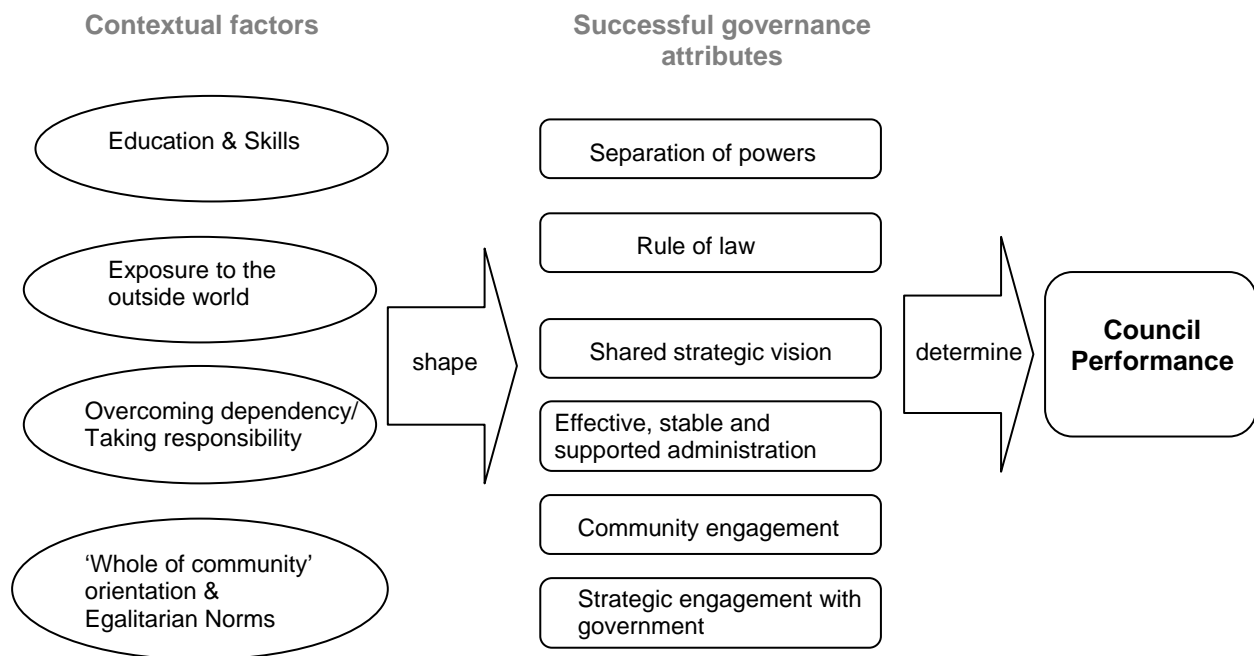 Contextual factors
Successful governance
attributes
Education & Skills
Exposure to the
outside world
Overcoming dependency/
Taking responsibility
‘Whole of community’
orientation &
Egalitarian Norms
shape
Separation of powers
Rule of law
Shared strategic vision
Effective, stable and
supported administration
Community engagement
Strategic engagement with
government
determine
Council
Performance